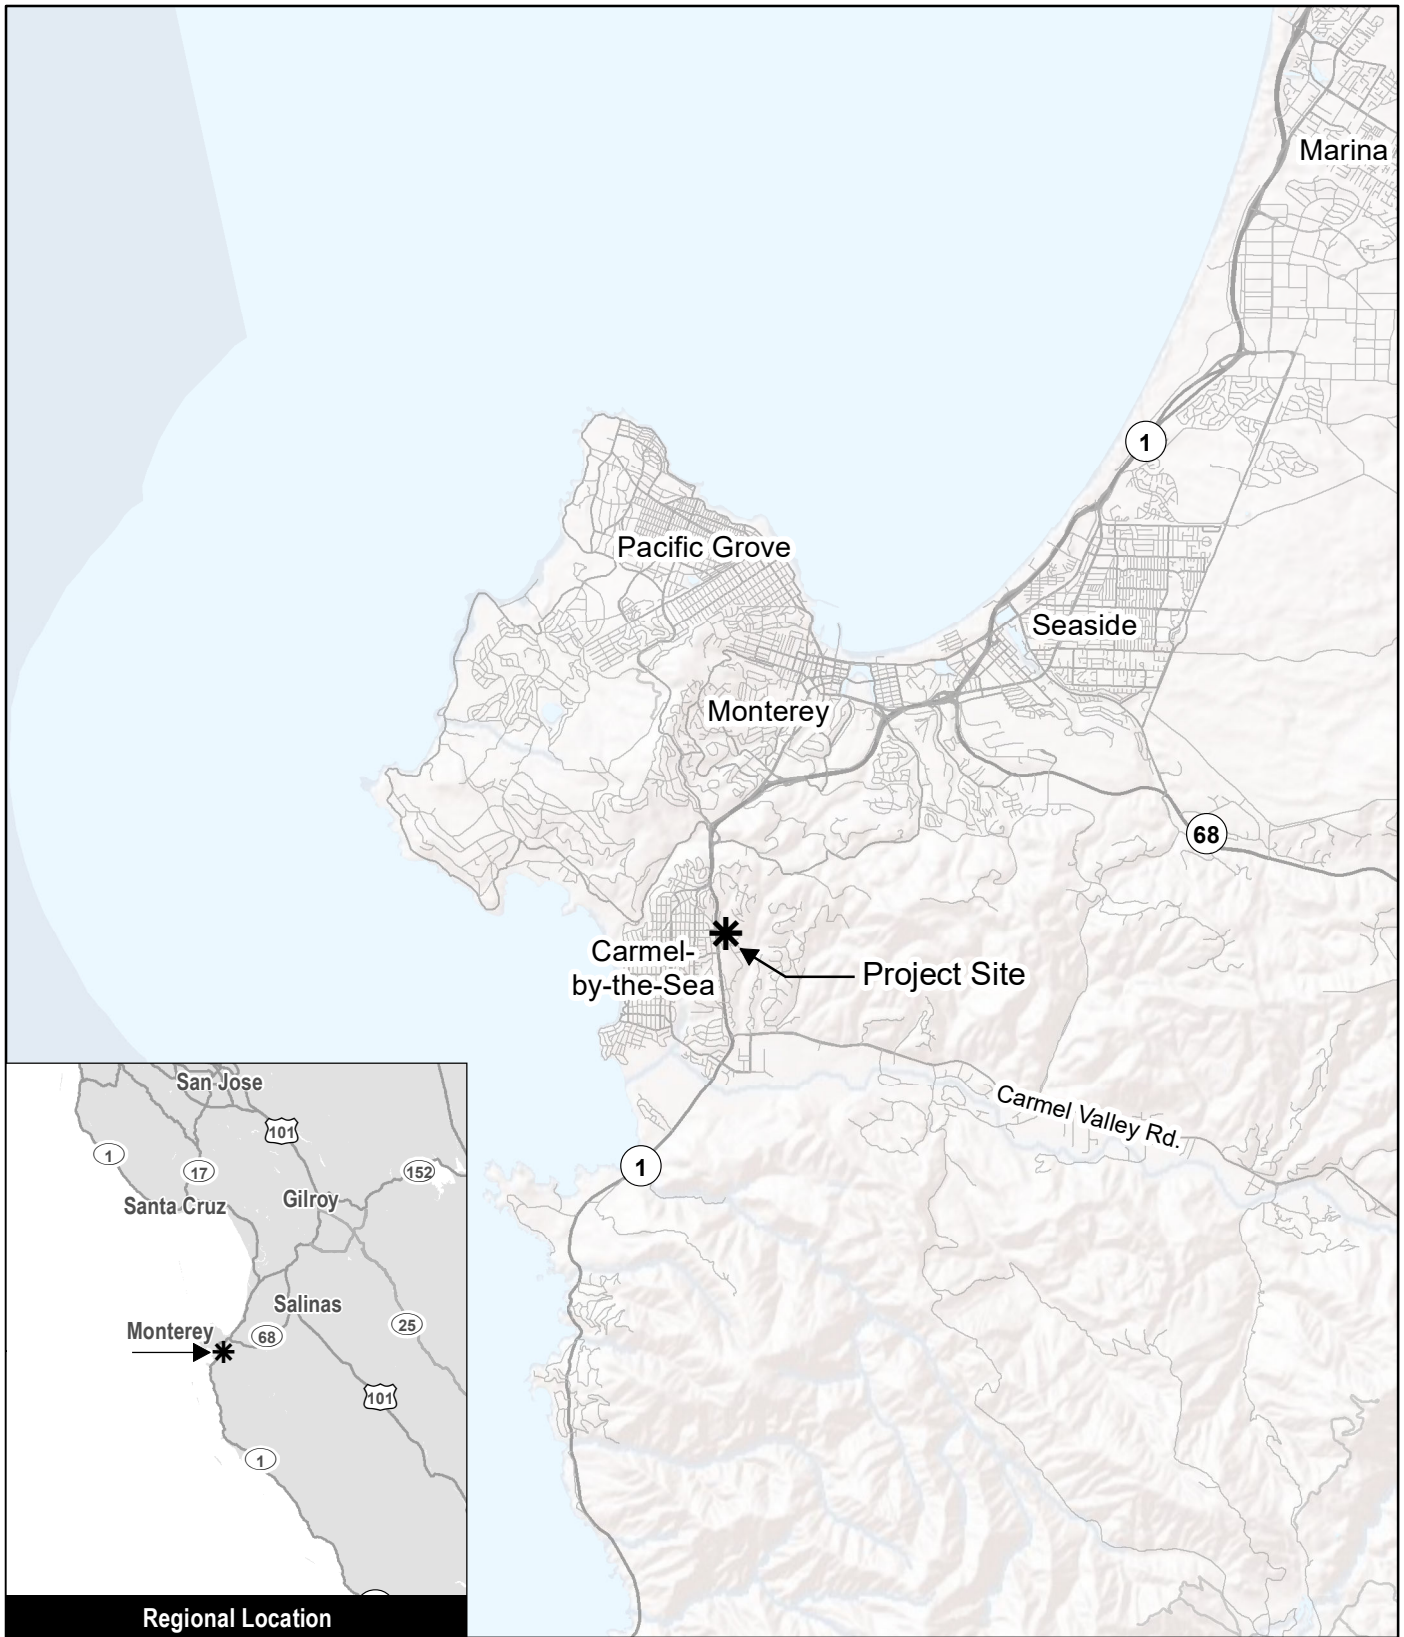 Marina
1
Pacific Grove
Seaside
Monterey
68
Carmel-
by-the-Sea
Project Site
Carmel Valley Rd.
1
San Jose
101
1
17
152
Santa Cruz
Gilroy
Salinas
Monterey
68
25
101
1
Regional Location